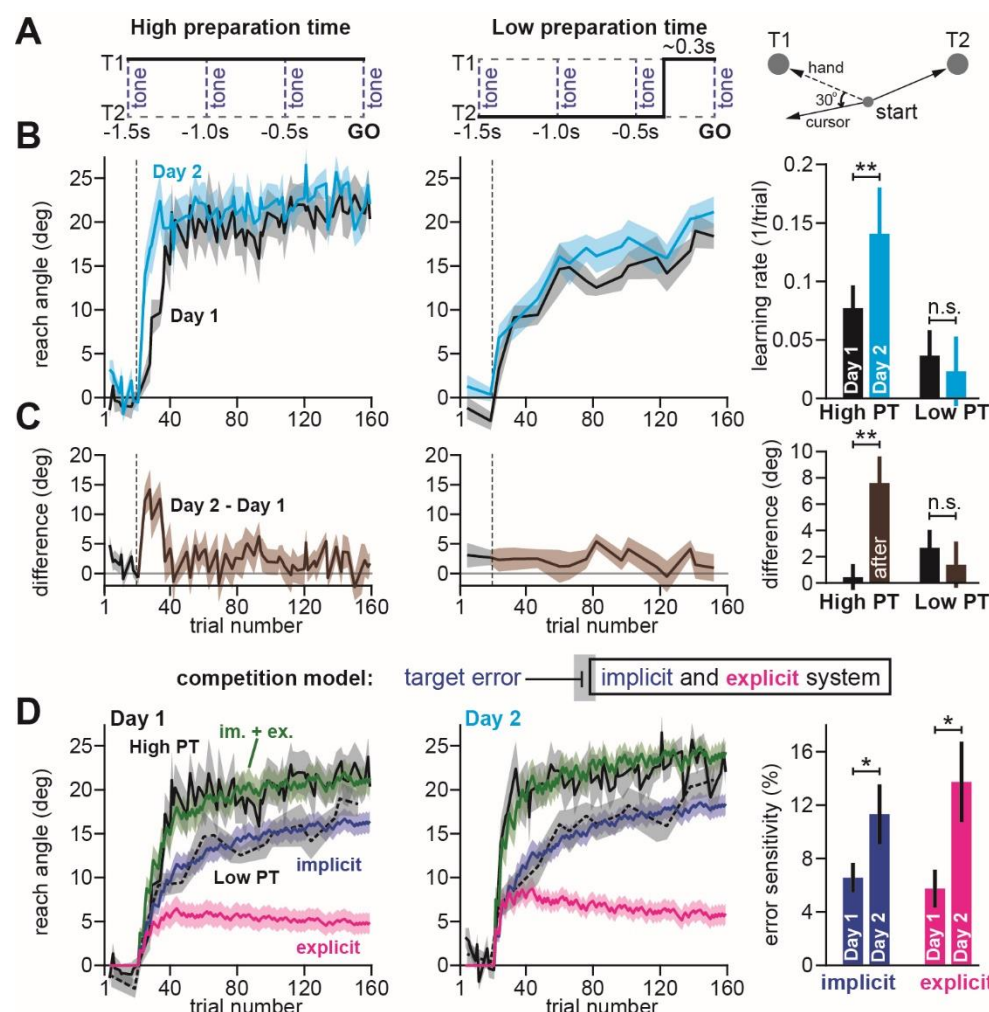 A
High preparation time
Low preparation time
T1
T2
tone
tone
tone
tone
-1.5s
-1.0s
-0.5s
GO
~0.3s
T1
T2
tone
tone
tone
tone
-1.5s
-1.0s
-0.5s
GO
T1
T2
hand
30°
cursor
start
B
reach angle (deg)
25
20
15
10
5
0
Day 2
Day 1
1
40
80
120
160
25
20
15
10
5
0
1
40
80
120
160
learning rate (1/trial)
0.2
0.15
0.1
0.05
0
**
n.s.
Day 1
Day 2
High PT
Low PT
C
difference (deg)
20
15
10
5
0
Day 2 - Day 1
1
40
80
120
160
trial number
20
15
10
5
0
1
40
80
120
160
trial number
difference (deg)
10
8
6
4
2
0
**
n.s.
after
High PT
Low PT
competition model: target error implicit and explicit system
D
reach angle (deg)
25
20
15
10
5
0
Day 1
High PT
im. + ex.
Low PT
implicit
explicit
1
40
80
120
160
trial number
Day 2
25
20
15
10
5
0
1
40
80
120
160
trial number
error sensitivity (%)
16
12
8
4
0
*
*
Day 1
Day 2
Day 1
Day 2
implicit
explicit